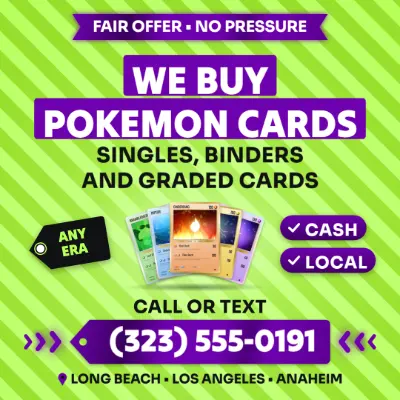 FAIR OFFER • NO PRESSURE
WE BUY
POKEMON CARDS
SINGLES, BINDERS
AND GRADED CARDS
ANY
ERA
CASH
LOCAL
CALL OR TEXT
(323) 555-0191
LONG BEACH • LOS ANGELES • ANAHEIM